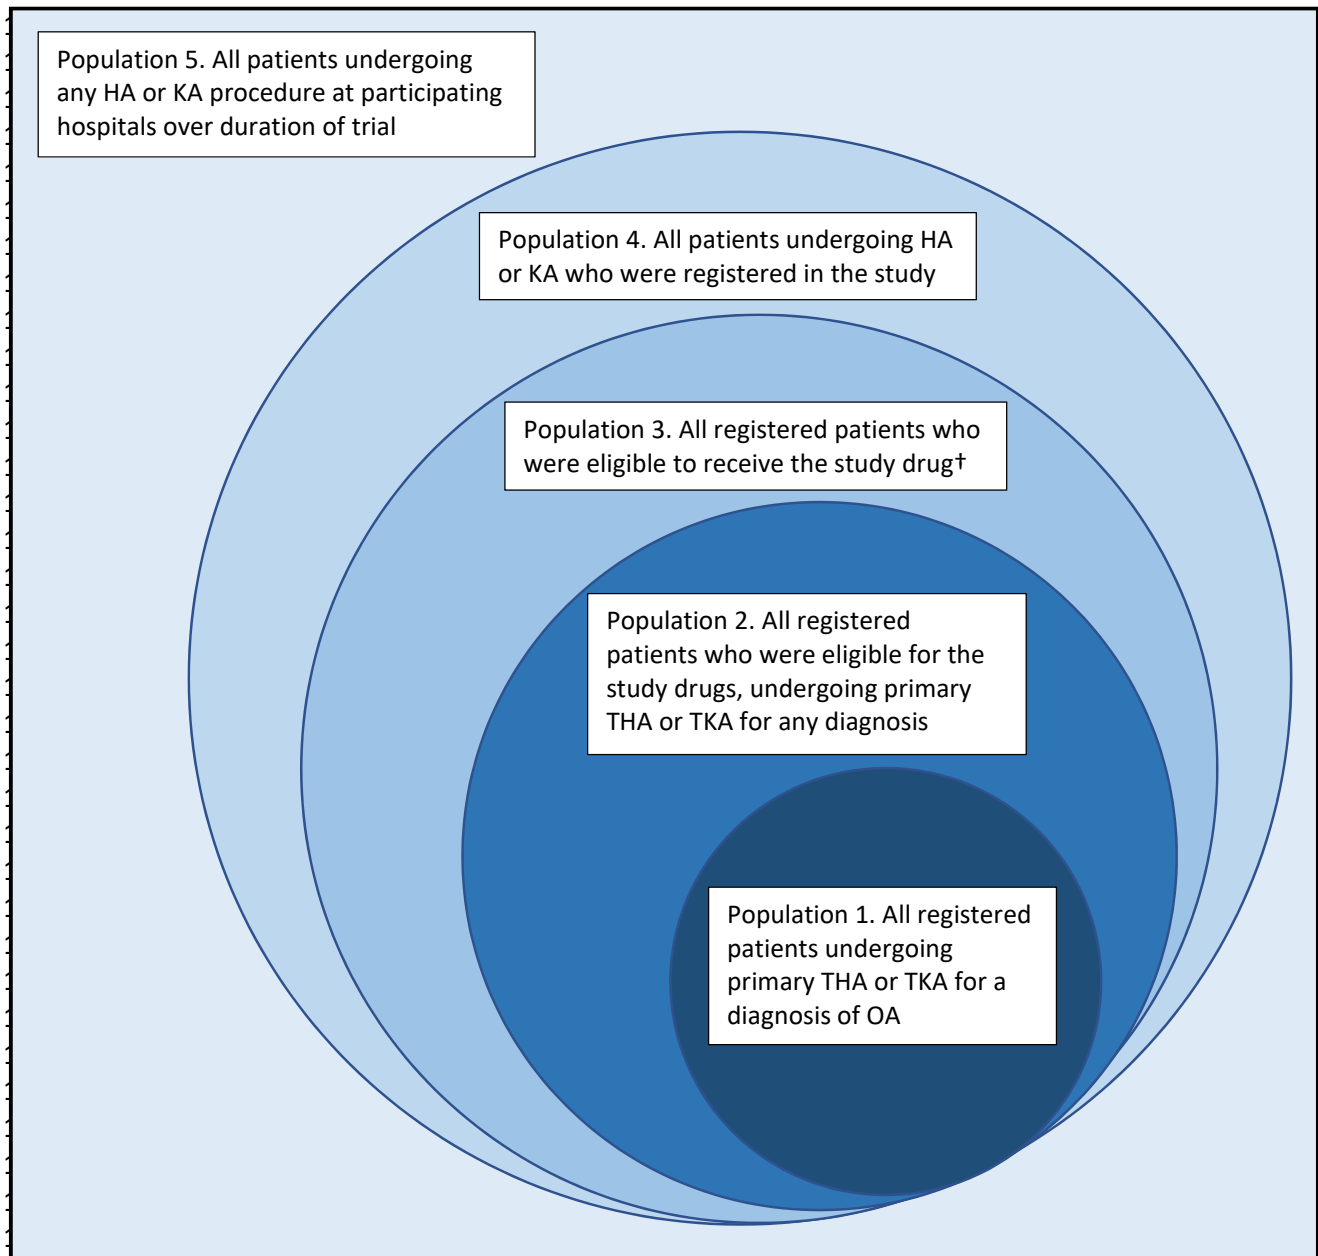 Population 5. All patients undergoing
any HA or KA procedure at participating
hospitals over duration of trial
Population 4. All patients undergoing HA
or KA who were registered in the study
Population 3. All registered patients who
were eligible to receive the study drug†
Population 2. All registered
patients who were eligible for the
study drugs, undergoing primary
THA or TKA for any diagnosis
Population 1. All registered
patients undergoing
primary THA or TKA for a
diagnosis of OA